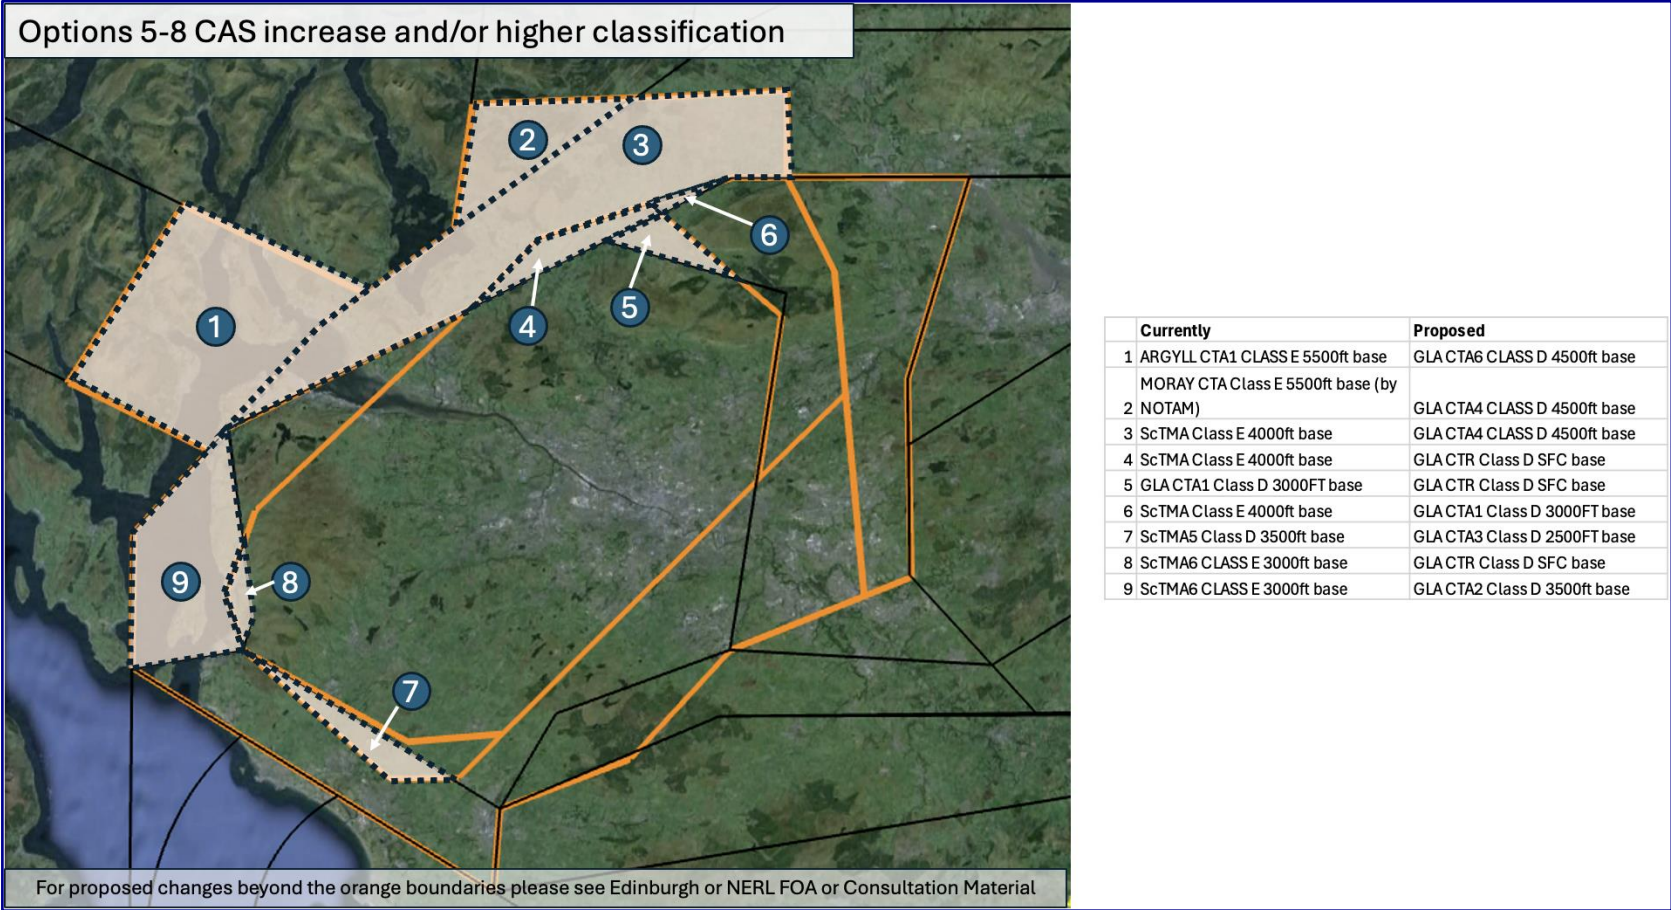 Options 5-8 CAS increase and/or higher classification
2
3
6
1
5
4
9
8
7
For proposed changes beyond the orange boundaries please see Edinburgh or NERL FOA or Consultation Material
Currently Proposed
1 ARGYLL CTA1 CLASS E 5500ft base GLA CTA6 CLASS D 4500ft base
MORAY CTA Class E 5500ft base (by
2 NOTAM) GLA CTA4 CLASS D 4500ft base
3 ScTMA Class E 4000ft base GLA CTA4 CLASS D 4500ft base
4 ScTMA Class E 4000ft base GLA CTR Class D SFC base
5 GLA CTA1 Class D 3000FT base GLA CTR Class D SFC base
6 ScTMA Class E 4000ft base GLA CTA1 Class D 3000FT base
7 ScTMA5 Class D 3500ft base GLA CTA3 Class D 2500FT base
8 ScTMA6 CLASS E 3000ft base GLA CTR Class D SFC base
9 ScTMA6 CLASS E 3000ft base GLA CTA2 Class D 3500ft base